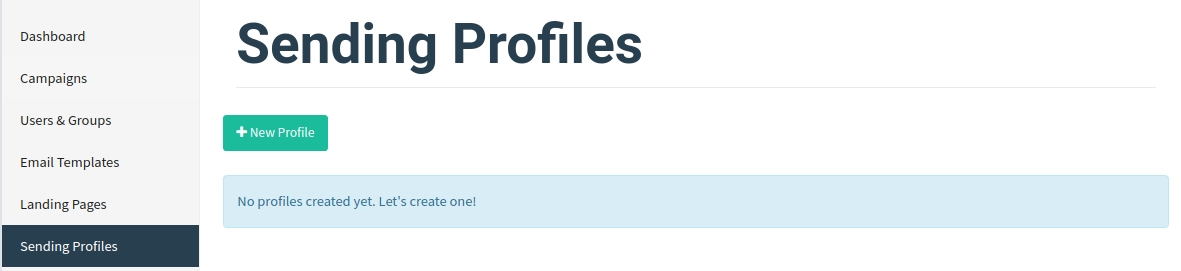 Dashboard
Campaigns
Users & Groups
Email Templates
Landing Pages
Sending Profiles
Sending Profiles
New Profile
No profiles created yet. Let's create one!